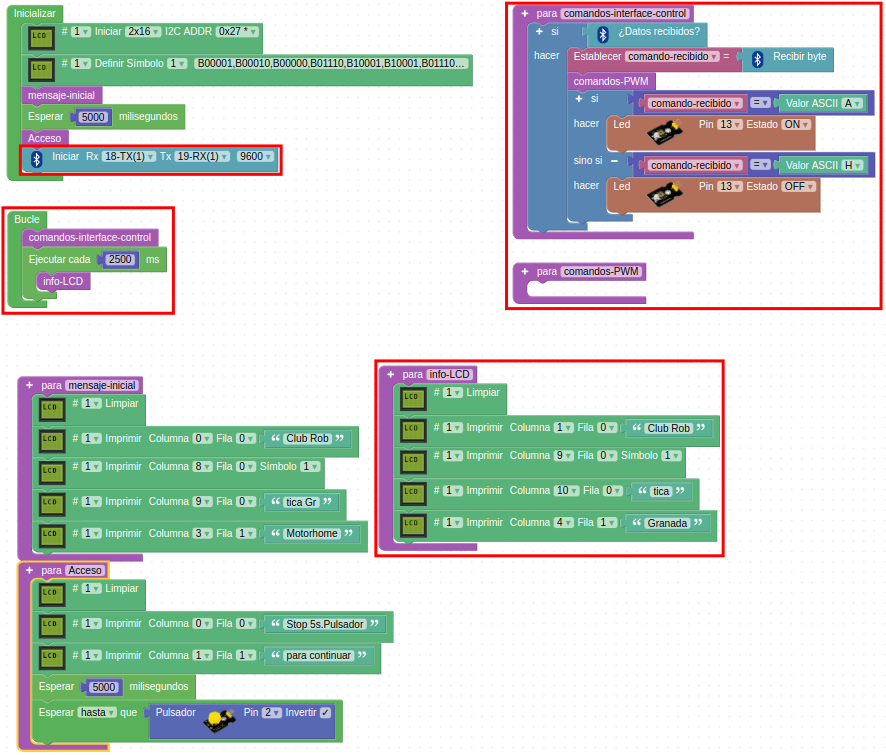 Inicializar
LCD # 1 Iniciar 2x16 I2C ADDR 0x27 *
LCD # 1 Definir Símbolo 1 B00001,B00010,B00000,B01110,B10001,B10001,B01110...
mensaje-inicial
Esperar 5000 milisegundos
Acceso
Iniciar Rx 18-TX(1) Tx 19-RX(1) 9600
Bucle
comandos-interface-control
Ejecutar cada 2500 ms
info-LCD
+ para comandos-interface-control
+ si ¿Datos recibidos?
hacer Establecer comando-recibido = Recibir byte
comandos-PWM
+ si comando-recibido = Valor ASCII A
hacer Led Pin 13 Estado ON
sino si − comando-recibido = Valor ASCII H
hacer Led Pin 13 Estado OFF
+ para comandos-PWM
+ para mensaje-inicial
LCD # 1 Limpiar
LCD # 1 Imprimir Columna 0 Fila 0 “ Club Rob ”
LCD # 1 Imprimir Columna 8 Fila 0 Símbolo 1
LCD # 1 Imprimir Columna 9 Fila 0 “ tica Gr ”
LCD # 1 Imprimir Columna 3 Fila 1 “ Motorhome ”
+ para info-LCD
LCD # 1 Limpiar
LCD # 1 Imprimir Columna 1 Fila 0 “ Club Rob ”
LCD # 1 Imprimir Columna 9 Fila 0 Símbolo 1
LCD # 1 Imprimir Columna 10 Fila 0 “ tica ”
LCD # 1 Imprimir Columna 4 Fila 1 “ Granada ”
+ para Acceso
LCD # 1 Limpiar
LCD # 1 Imprimir Columna 0 Fila 0 “ Stop 5s.Pulsador ”
LCD # 1 Imprimir Columna 1 Fila 1 “ para continuar ”
Esperar 5000 milisegundos
Esperar hasta que Pulsador Pin 2 Invertir ✓